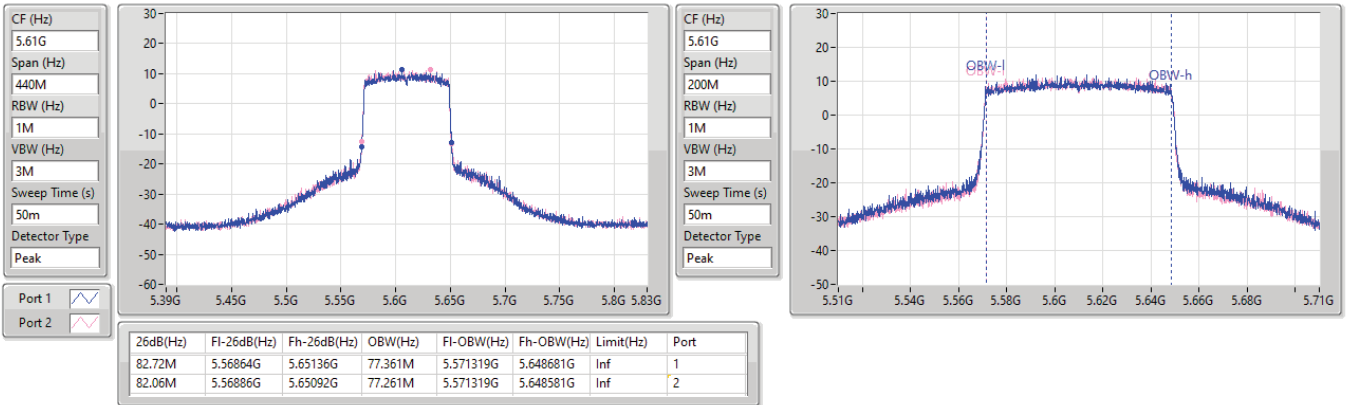 CF (Hz)
5.61G
Span (Hz)
440M
RBW (Hz)
1M
VBW (Hz)
3M
Sweep Time (s)
50m
Detector Type
Peak
Port 1
Port 2
30
20
10
0
-10
-20
-30
-40
-50
-60
5.39G 5.45G 5.5G 5.55G 5.6G 5.65G 5.7G 5.75G 5.8G 5.83G
CF (Hz)
5.61G
Span (Hz)
200M
RBW (Hz)
1M
VBW (Hz)
3M
Sweep Time (s)
50m
Detector Type
Peak
30
20
10
0
-10
-20
-30
-40
-50
OBW-l
OBW-l
OBW-h
5.51G 5.54G 5.56G 5.58G 5.6G 5.62G 5.64G 5.66G 5.68G 5.71G
26dB(Hz) Fl-26dB(Hz) Fh-26dB(Hz) OBW(Hz) Fl-OBW(Hz) Fh-OBW(Hz) Limit(Hz) Port
82.72M 5.56864G 5.65136G 77.361M 5.571319G 5.648681G Inf 1
82.06M 5.56886G 5.65092G 77.261M 5.571319G 5.648581G Inf 2